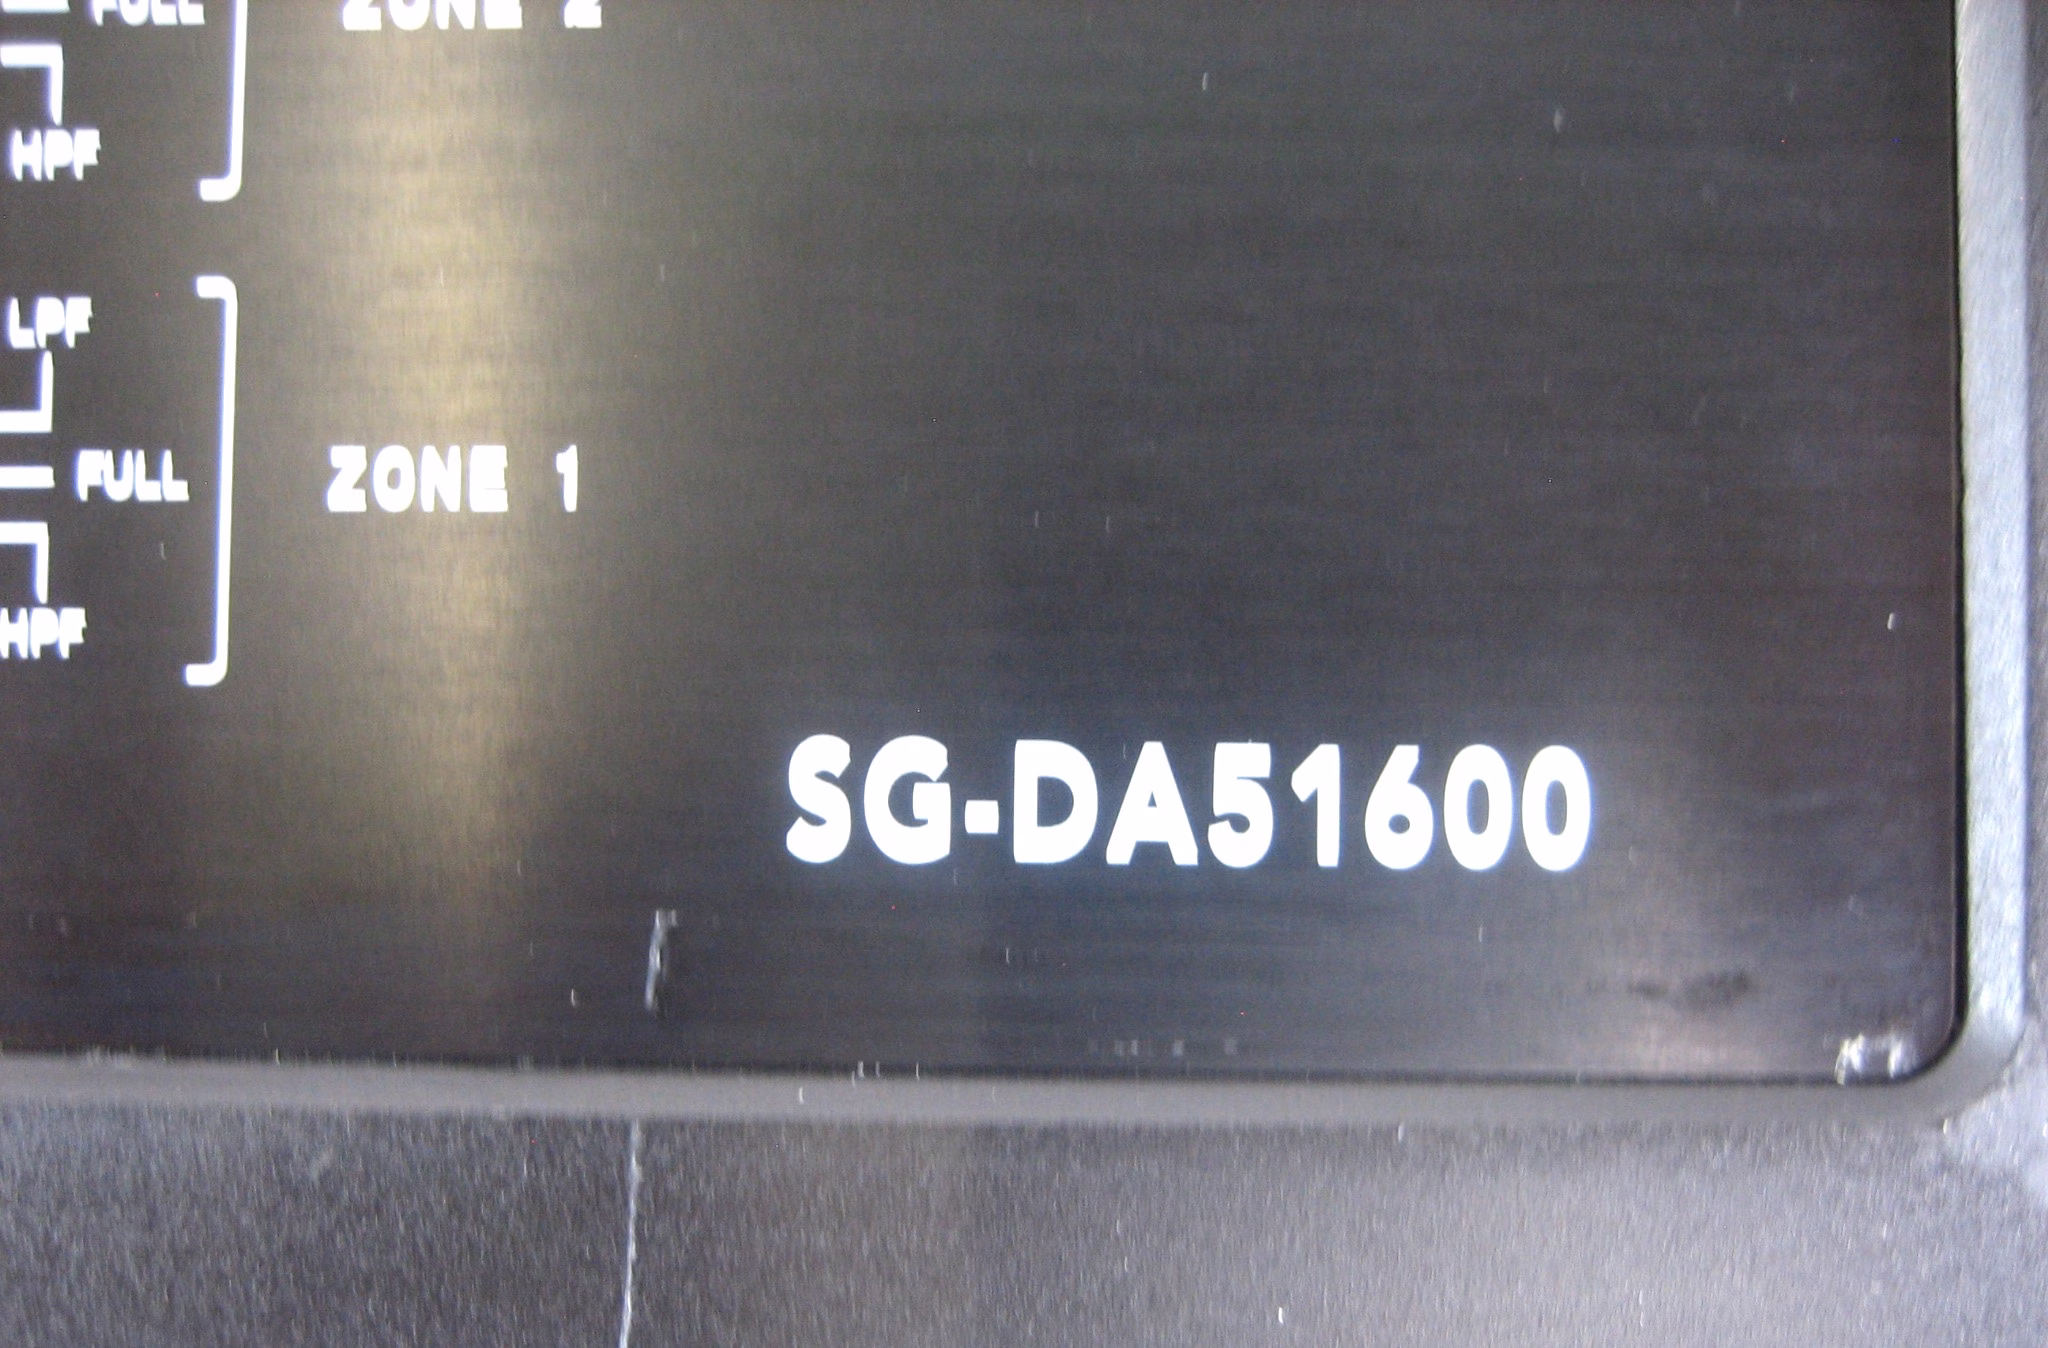 FULL
ZONE 2
HPF
LPF
FULL
ZONE 1
HPF
SG-DA51600